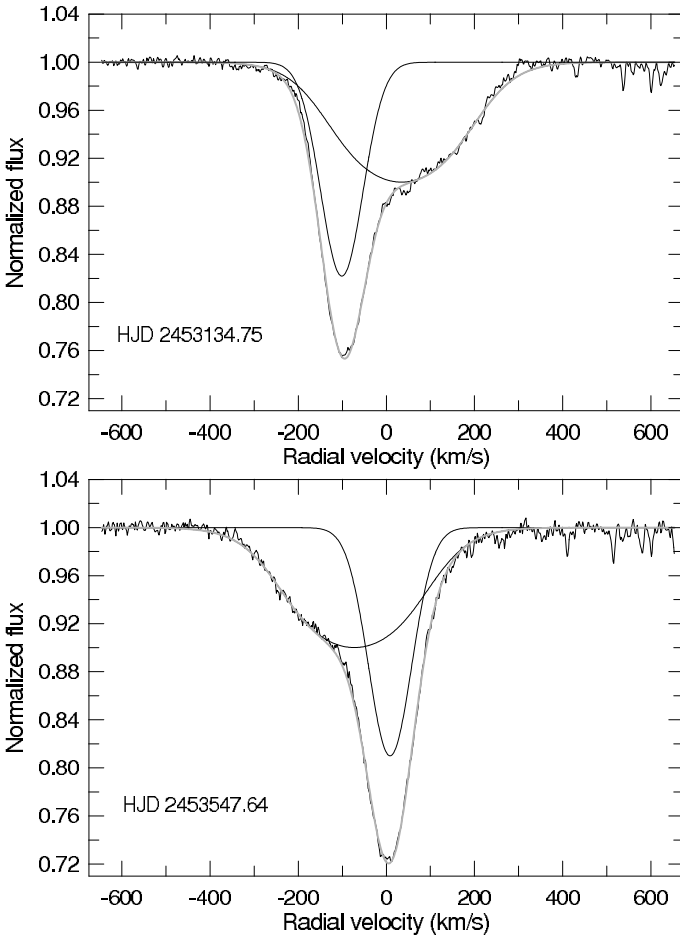 1.04
1.00
0.96
0.92
0.88
0.84
0.80
0.76
0.72
Normalized flux
HJD 2453134.75
-600 -400 -200 0 200 400 600
Radial velocity (km/s)
1.04
1.00
0.96
0.92
0.88
0.84
0.80
0.76
0.72
Normalized flux
HJD 2453547.64
-600 -400 -200 0 200 400 600
Radial velocity (km/s)